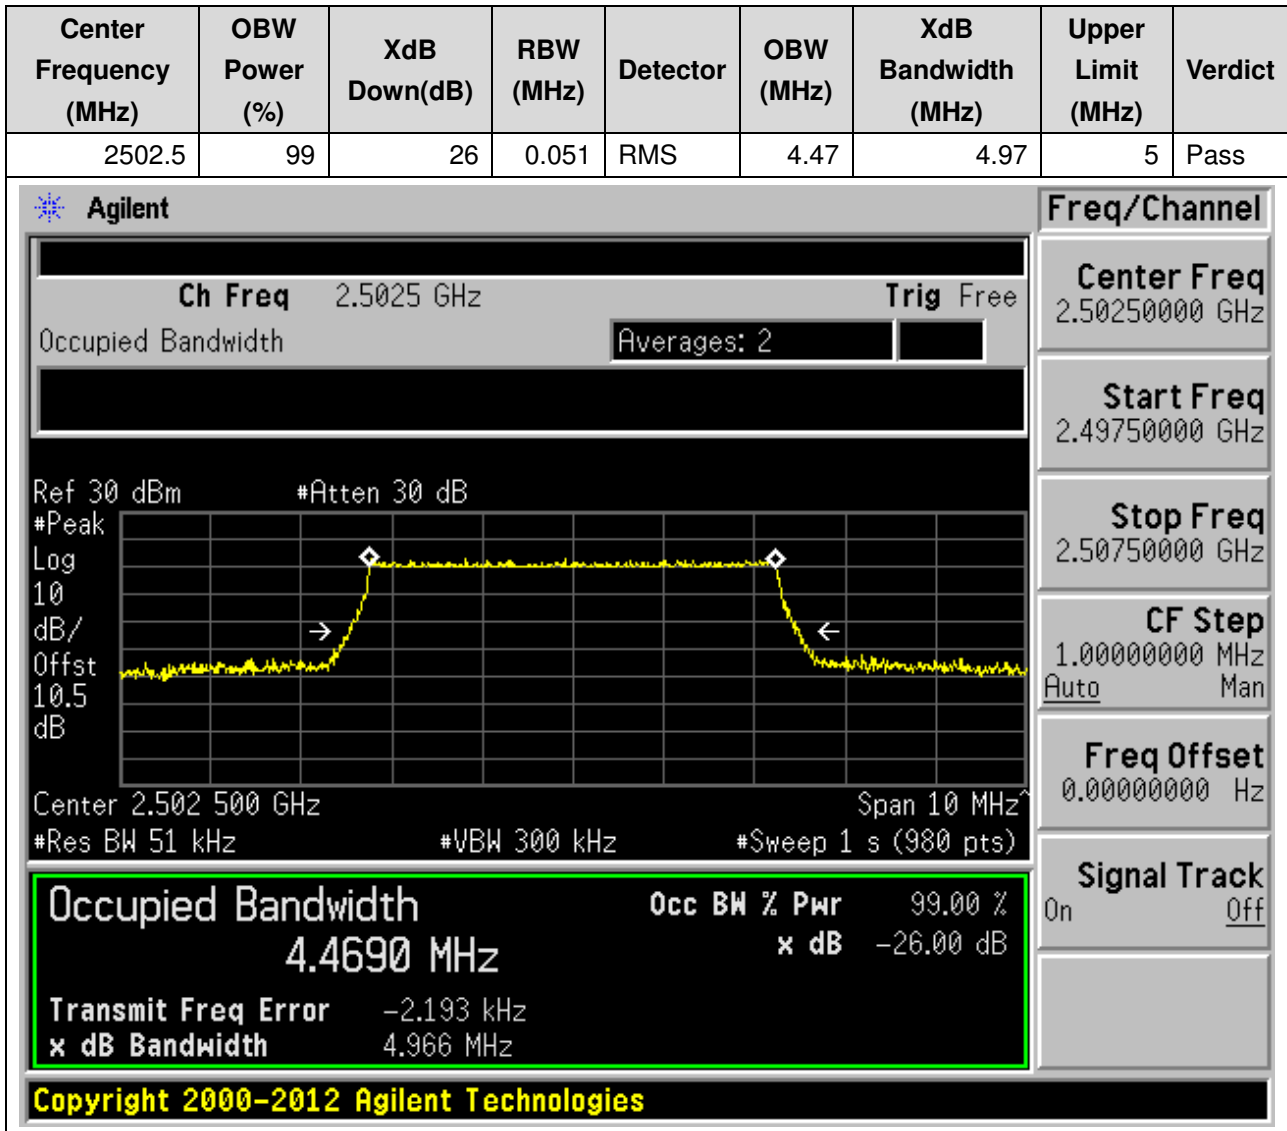 Center Frequency (MHz) OBW Power (%) XdB Down(dB) RBW (MHz) Detector OBW (MHz) XdB Bandwidth (MHz) Upper Limit (MHz) Verdict
2502.5 99 26 0.051 RMS 4.47 4.97 5 Pass
Agilent
Freq/Channel
Ch Freq 2.5025 GHz Trig Free
Occupied Bandwidth Averages: 2
Center Freq
2.50250000 GHz
Start Freq
2.49750000 GHz
Stop Freq
2.50750000 GHz
CF Step
1.00000000 MHz
Auto Man
Freq Offset
0.00000000 Hz
Signal Track
On Off
Ref 30 dBm #Atten 30 dB
#Peak
Log
10
dB/
Offst
10.5
dB
Center 2.502 500 GHz Span 10 MHz^
#Res BW 51 kHz #VBW 300 kHz #Sweep 1 s (980 pts)
Occupied Bandwidth Occ BW % Pwr 99.00 %
4.4690 MHz x dB -26.00 dB
Transmit Freq Error -2.193 kHz
x dB Bandwidth 4.966 MHz
Copyright 2000-2012 Agilent Technologies